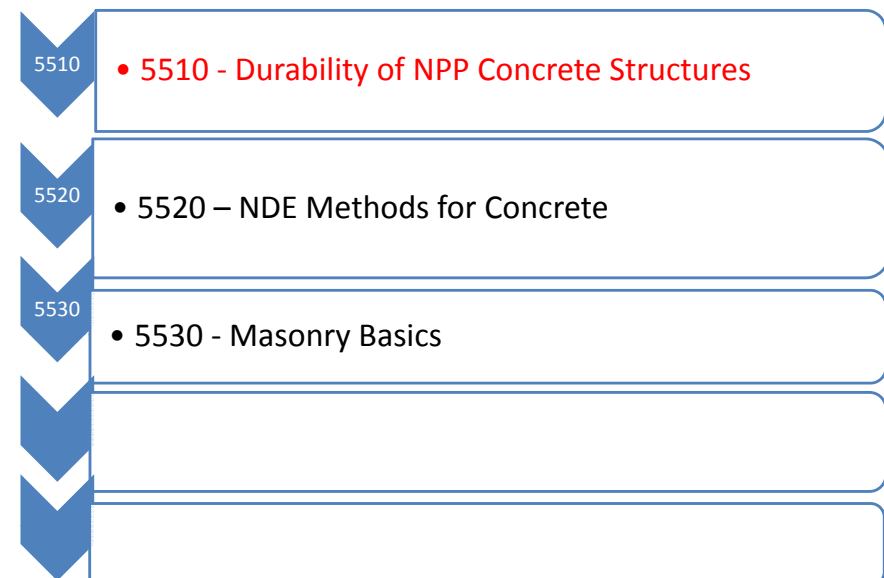 5510
• 5510 - Durability of NPP Concrete Structures
5520
• 5520 – NDE Methods for Concrete
5530
• 5530 - Masonry Basics